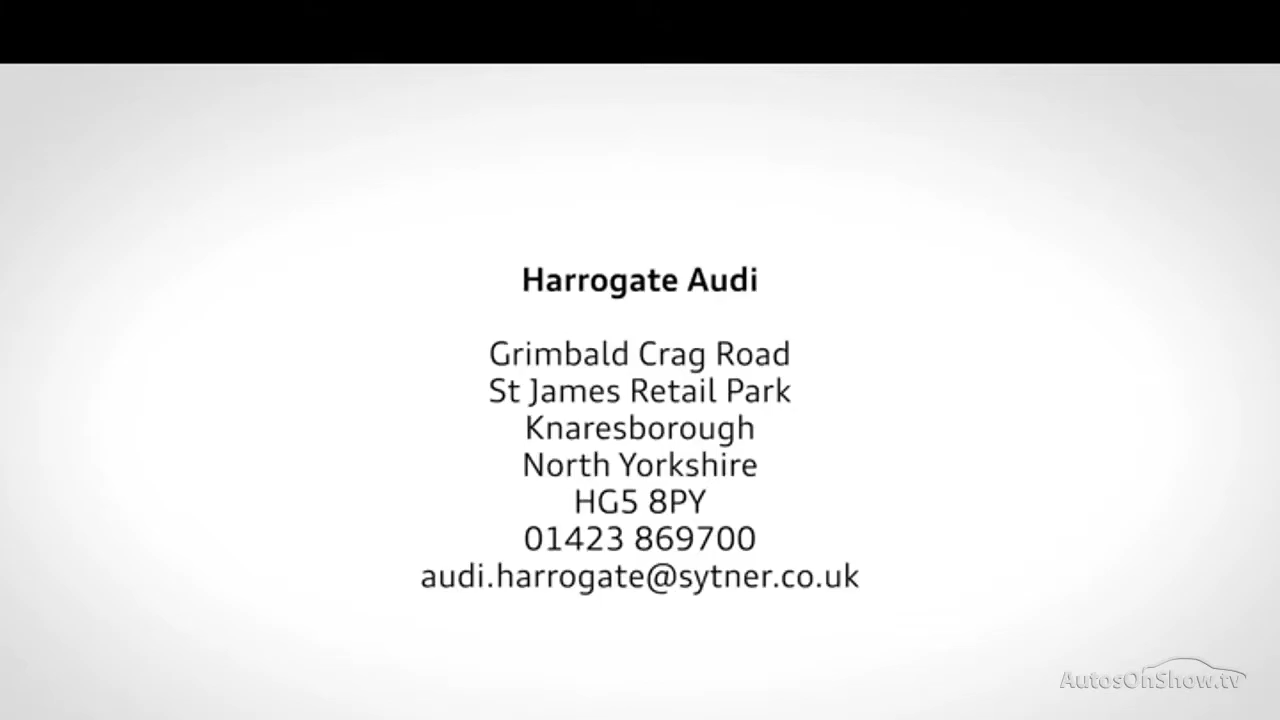 Harrogate Audi
Grimbald Crag Road
St James Retail Park
Knaresborough
North Yorkshire
HG5 8PY
01423 869700
audi.harrogate@sytner.co.uk
AutosOnShow.tv